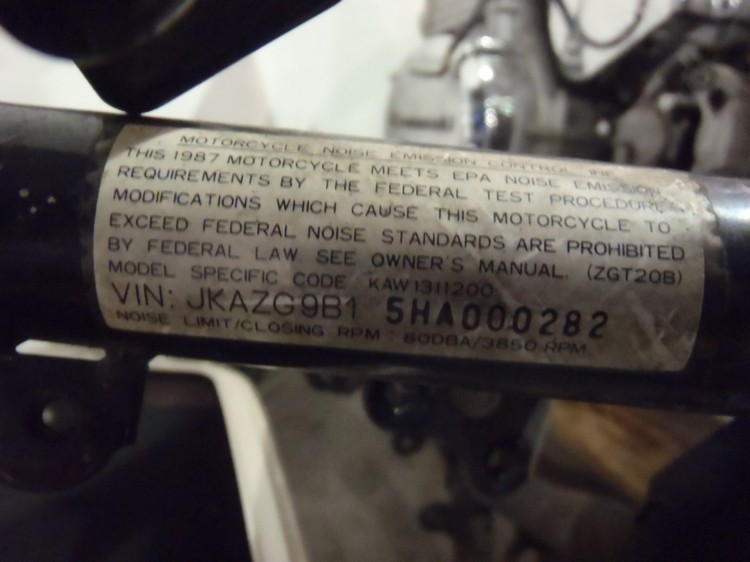 MOTORCYCLE NOISE EMISSION CONTROL INF
THIS 1987 MOTORCYCLE MEETS EPA NOISE EMISSION
REQUIREMENTS BY THE FEDERAL TEST PROCEDURE.
MODIFICATIONS WHICH CAUSE THIS MOTORCYCLE TO
EXCEED FEDERAL NOISE STANDARDS ARE PROHIBITED
BY FEDERAL LAW SEE OWNER'S MANUAL. (ZGT20B)
MODEL SPECIFIC CODE KAW1311200
VIN: JKAZG9B1 5HA000282
NOISE LIMIT/CLOSING RPM : 80DBA/3850 RPM